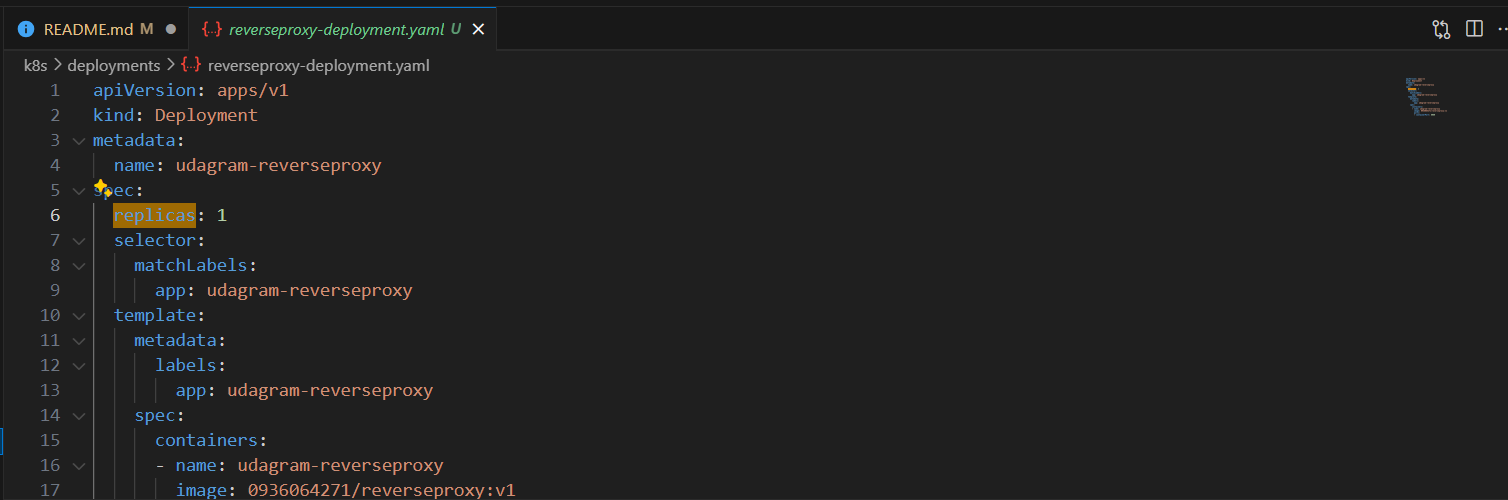 README.md M
reverseproxy-deployment.yaml U
k8s > deployments > reverseproxy-deployment.yaml
1 apiVersion: apps/v1
2 kind: Deployment
3 metadata:
4 name: udagram-reverseproxy
5 spec:
6 replicas: 1
7 selector:
8 matchLabels:
9 app: udagram-reverseproxy
10 template:
11 metadata:
12 labels:
13 app: udagram-reverseproxy
14 spec:
15 containers:
16 - name: udagram-reverseproxy
17 image: 0936064271/reverseproxy:v1